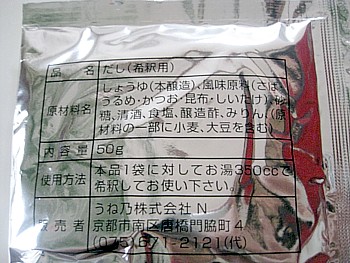 品名 だし(希釈用)
しょうゆ(本醸造)、風味原料(さば・
原材料名 うるめ・かつお・昆布・しいたけ)、砂
糖、清酒、食塩、醸造酢、みりん、(原
材料の一部に小麦、大豆を含む)
内容量 50g
使用方法 本品1袋に対してお湯350ccで
希釈してお使い下さい。
うね乃株式会社 N
販売者 京都市南区唐橋門脇町4
(075)671-2121(代)